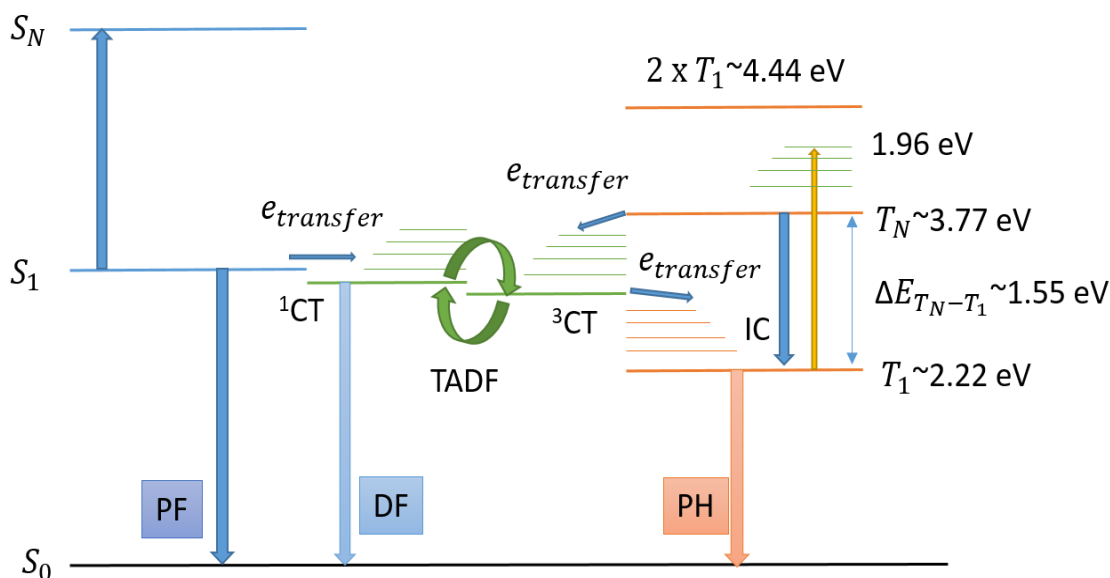 S_N
2 x T_1~4.44 eV
1.96 eV
e_transfer
e_transfer
T_N~3.77 eV
S_1
e_transfer
^1CT
^3CT
IC
ΔE_{T_N−T_1}~1.55 eV
TADF
T_1~2.22 eV
PF
DF
PH
S_0